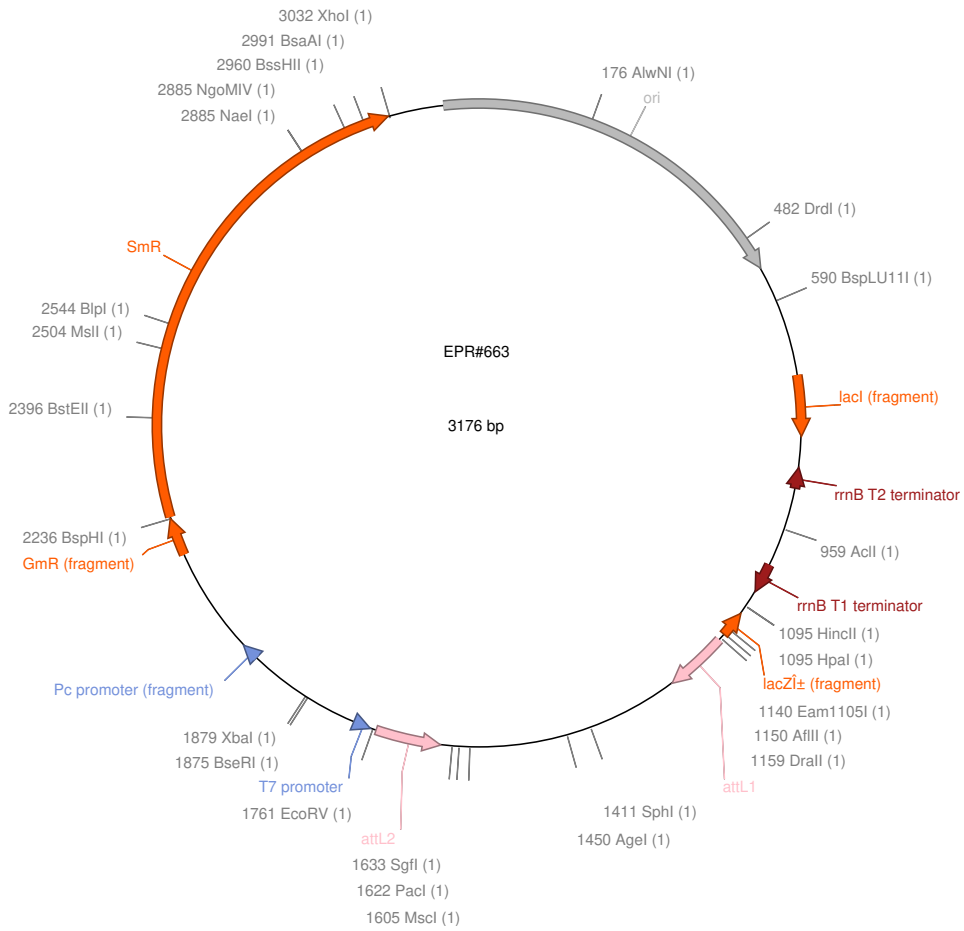 3032 XhoI (1)
2991 BsaAI (1)
2960 BssHII (1)
2885 NgoMIV (1)
2885 NaeI (1)
176 AlwNI (1)
ori
482 DrdI (1)
590 BspLU11I (1)
SmR
2544 BlpI (1)
2504 MslI (1)
2396 BstEII (1)
2236 BspHI (1)
GmR (fragment)
EPR#663
3176 bp
lacI (fragment)
rrnB T2 terminator
959 AclI (1)
rrnB T1 terminator
1095 HincII (1)
1095 HpaI (1)
lacZÎ± (fragment)
1140 Eam1105I (1)
1150 AflIII (1)
1159 DraII (1)
attL1
Pc promoter (fragment)
1879 XbaI (1)
1875 BseRI (1)
T7 promoter
1761 EcoRV (1)
attL2
1411 SphI (1)
1450 AgeI (1)
1633 SgfI (1)
1622 PacI (1)
1605 MscI (1)